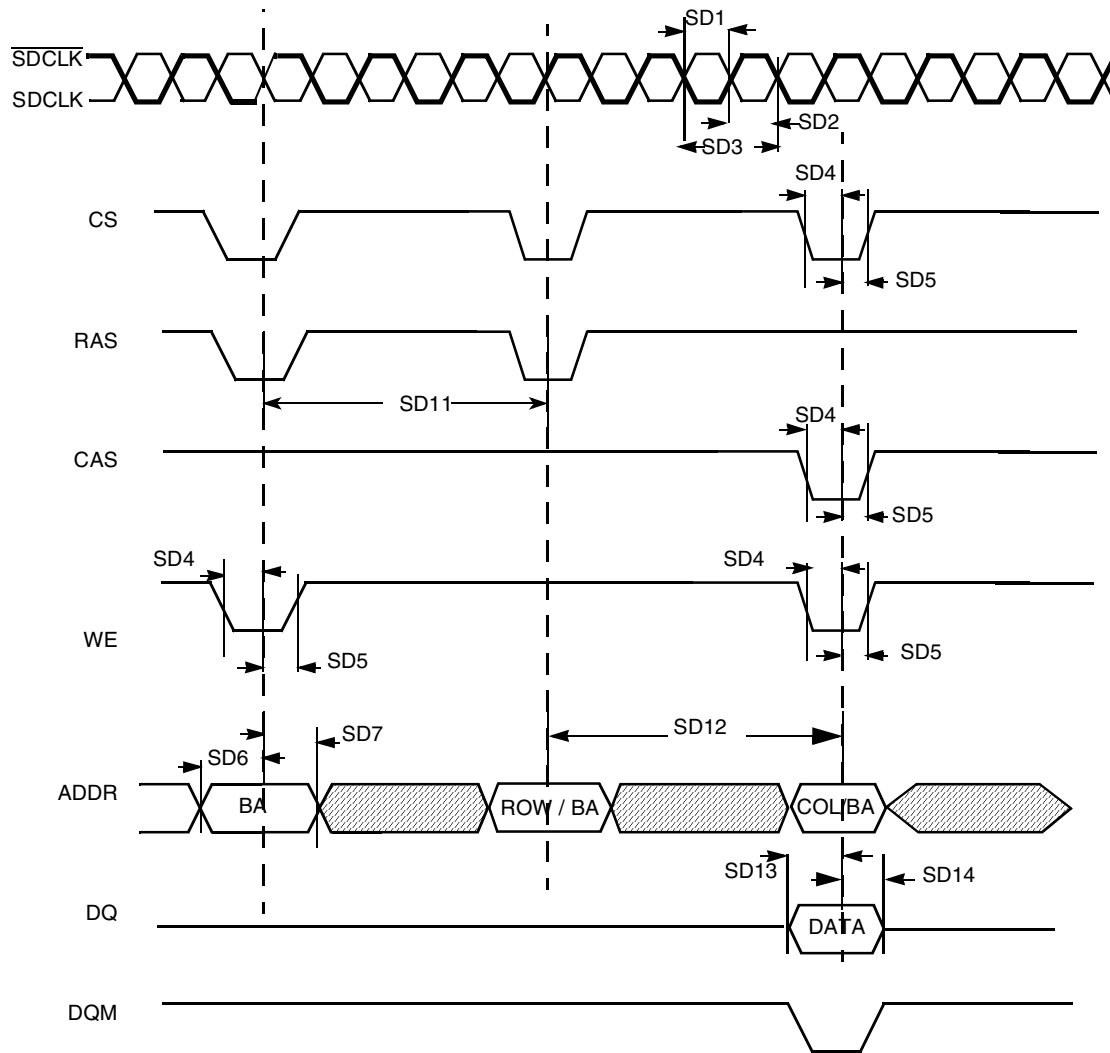 SD1
SDCLK
SDCLK
SD2
SD3
SD4
CS
SD5
RAS
SD11
SD4
CAS
SD5
SD4
SD4
WE
SD5
SD5
SD12
SD7
SD6
ADDR
BA
ROW / BA
COL/BA
SD13
SD14
DQ
DATA
DQM